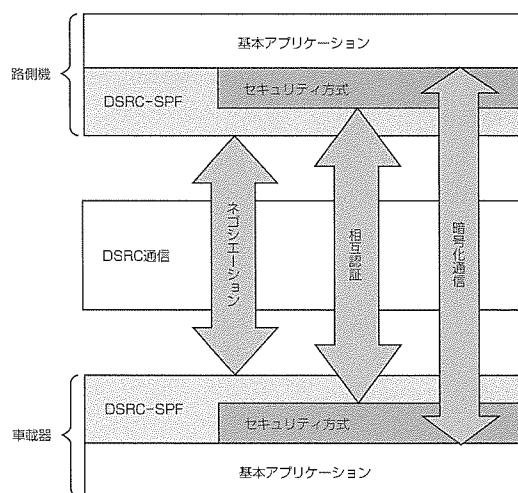 基本アプリケーション
路側機
セキュリティ方式
DSRC-SPF
ネゴシエーション
相互認証
暗号化通信
DSRC通信
DSRC-SPF
セキュリティ方式
車載器
基本アプリケーション